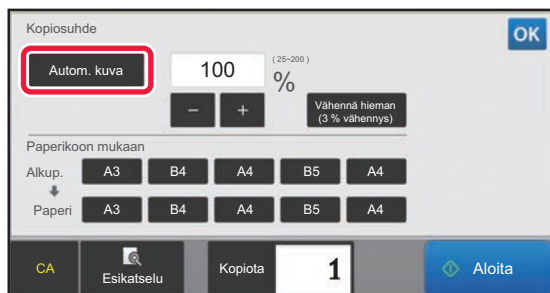 Kopiosuhde
OK
Autom. kuva
100
(25~200)
%
–
+
Vähennä hieman
(3 % vähennys)
Paperikoon mukaan
Alkup. A3 B4 A4 B5 A4
Paperi A3 B4 A4 B5 A4
CA
Esikatselu
Kopiota
1
Aloita